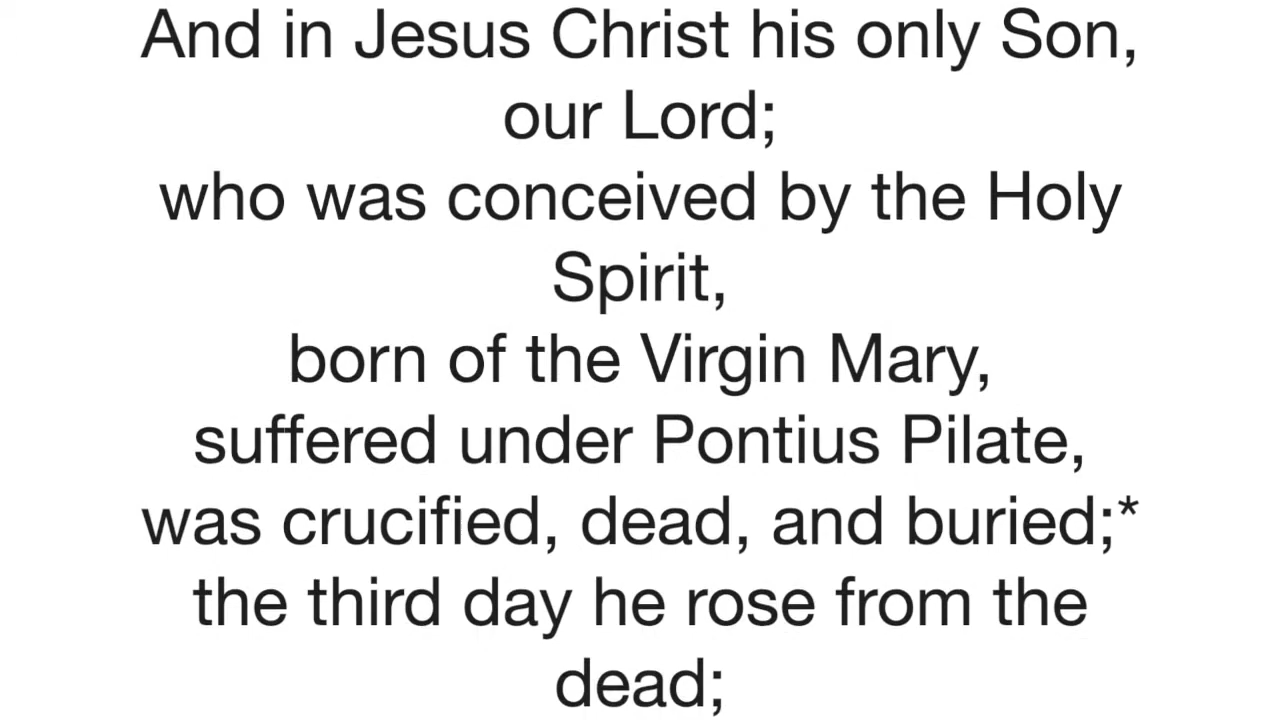 And in Jesus Christ his only Son,
our Lord;
who was conceived by the Holy
Spirit,
born of the Virgin Mary,
suffered under Pontius Pilate,
was crucified, dead, and buried;*
the third day he rose from the
dead;